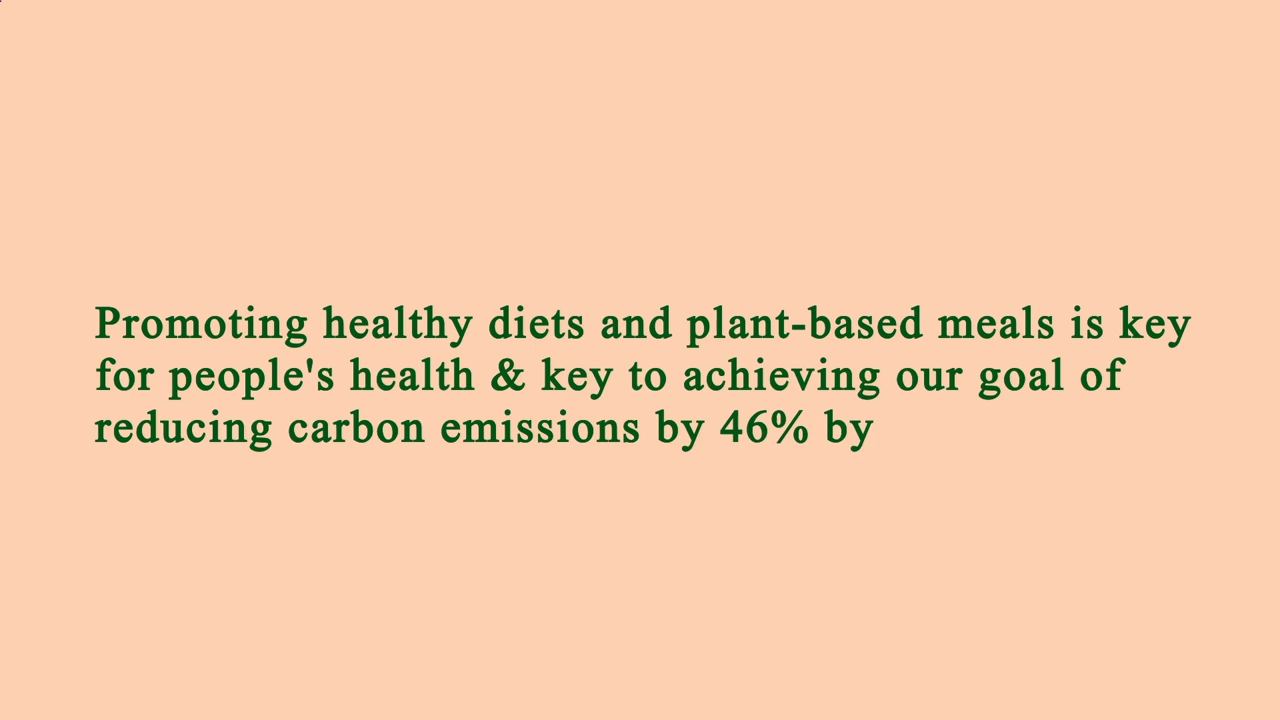 Promoting healthy diets and plant-based meals is key
for people's health & key to achieving our goal of
reducing carbon emissions by 46% by